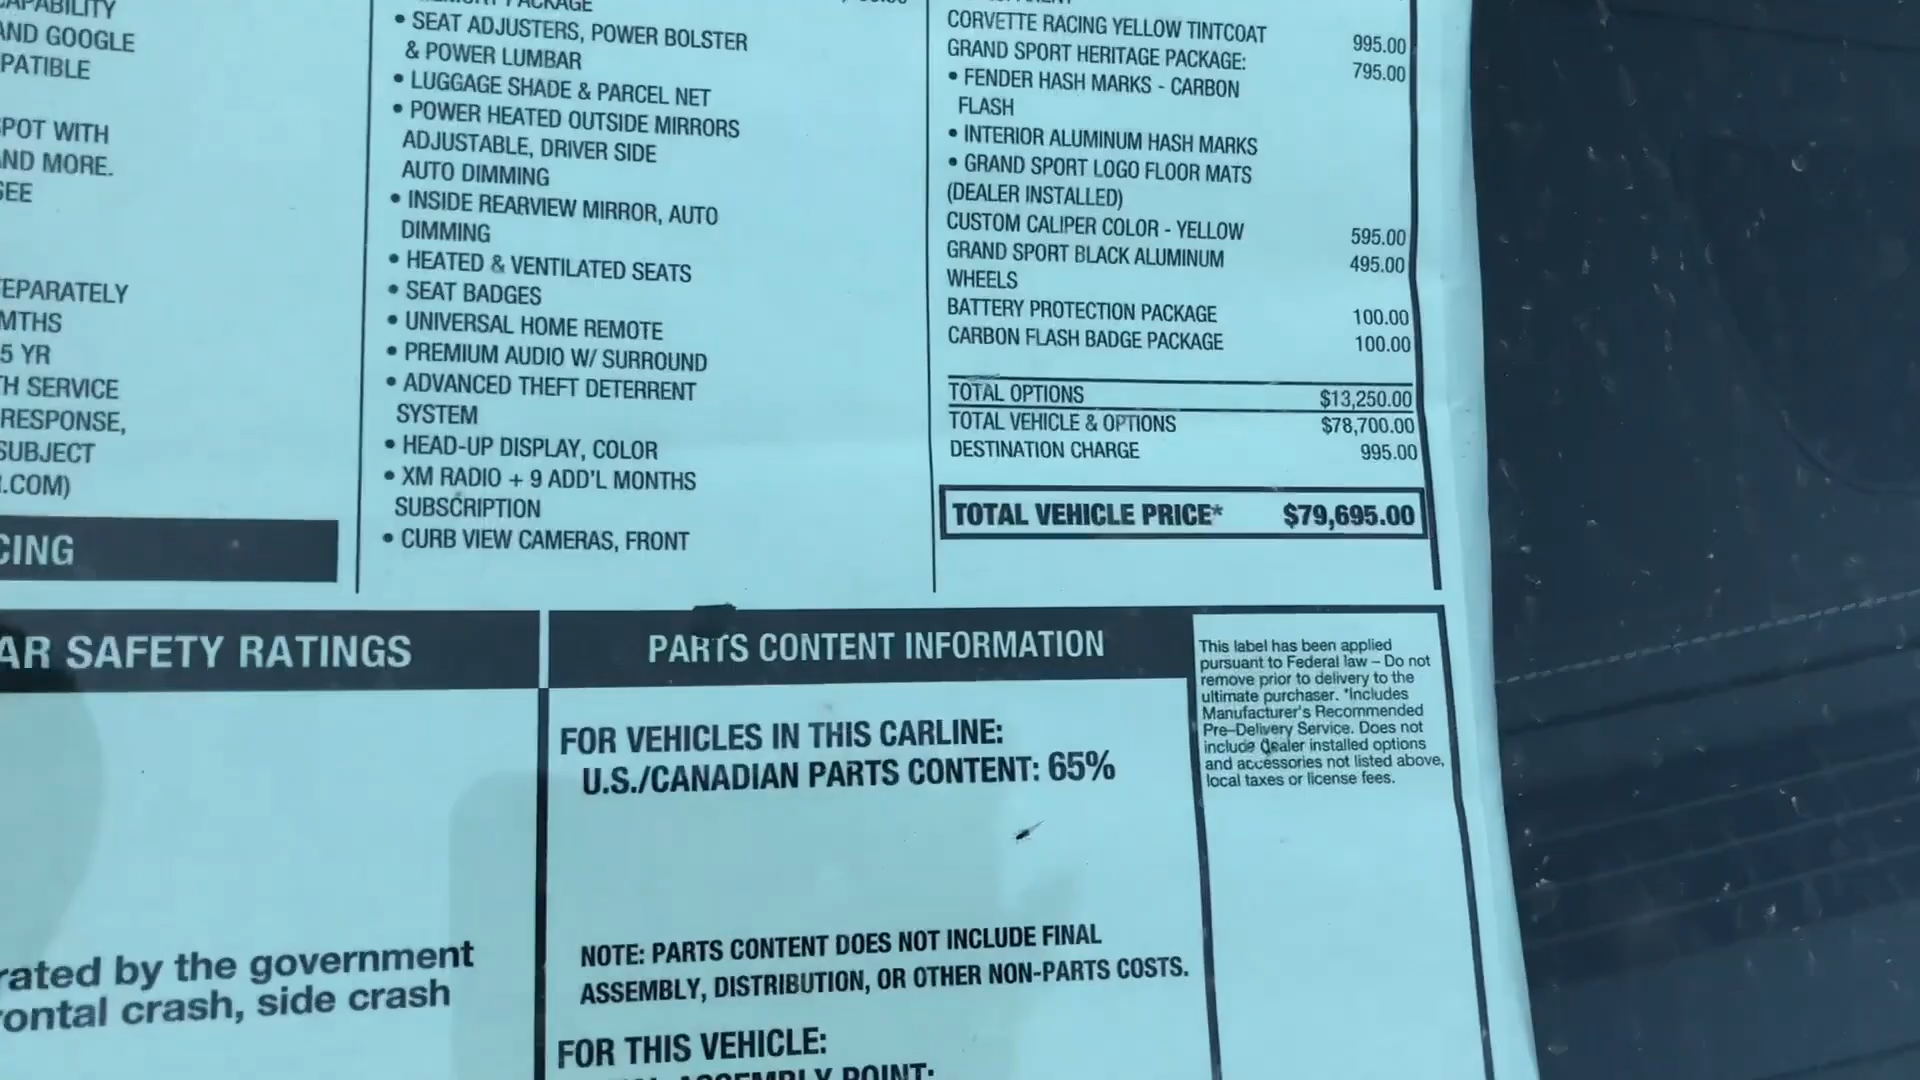 CAPABILITY
AND GOOGLE
PATIBLE
SPOT WITH
AND MORE.
SEE
SEPARATELY
MTHS
5 YR
TH SERVICE
RESPONSE,
SUBJECT
.COM)
CING
PACKAGE
• SEAT ADJUSTERS, POWER BOLSTER
& POWER LUMBAR
• LUGGAGE SHADE & PARCEL NET
• POWER HEATED OUTSIDE MIRRORS
ADJUSTABLE, DRIVER SIDE
AUTO DIMMING
• INSIDE REARVIEW MIRROR, AUTO
DIMMING
• HEATED & VENTILATED SEATS
• SEAT BADGES
• UNIVERSAL HOME REMOTE
• PREMIUM AUDIO W/ SURROUND
• ADVANCED THEFT DETERRENT
SYSTEM
• HEAD-UP DISPLAY, COLOR
• XM RADIO + 9 ADD'L MONTHS
SUBSCRIPTION
• CURB VIEW CAMERAS, FRONT
CORVETTE RACING YELLOW TINTCOAT 995.00
GRAND SPORT HERITAGE PACKAGE: 795.00
• FENDER HASH MARKS - CARBON
FLASH
• INTERIOR ALUMINUM HASH MARKS
• GRAND SPORT LOGO FLOOR MATS
(DEALER INSTALLED)
CUSTOM CALIPER COLOR - YELLOW 595.00
GRAND SPORT BLACK ALUMINUM 495.00
WHEELS
BATTERY PROTECTION PACKAGE 100.00
CARBON FLASH BADGE PACKAGE 100.00
TOTAL OPTIONS $13,250.00
TOTAL VEHICLE & OPTIONS $78,700.00
DESTINATION CHARGE 995.00
TOTAL VEHICLE PRICE* $79,695.00
AR SAFETY RATINGS
rated by the government
rontal crash, side crash
PARTS CONTENT INFORMATION
FOR VEHICLES IN THIS CARLINE:
U.S./CANADIAN PARTS CONTENT: 65%
NOTE: PARTS CONTENT DOES NOT INCLUDE FINAL
ASSEMBLY, DISTRIBUTION, OR OTHER NON-PARTS COSTS.
FOR THIS VEHICLE:
ASSEMBLY POINT:
This label has been applied
pursuant to Federal law – Do not
remove prior to delivery to the
ultimate purchaser. *Includes
Manufacturer's Recommended
Pre–Delivery Service. Does not
include dealer installed options
and accessories not listed above,
local taxes or license fees.